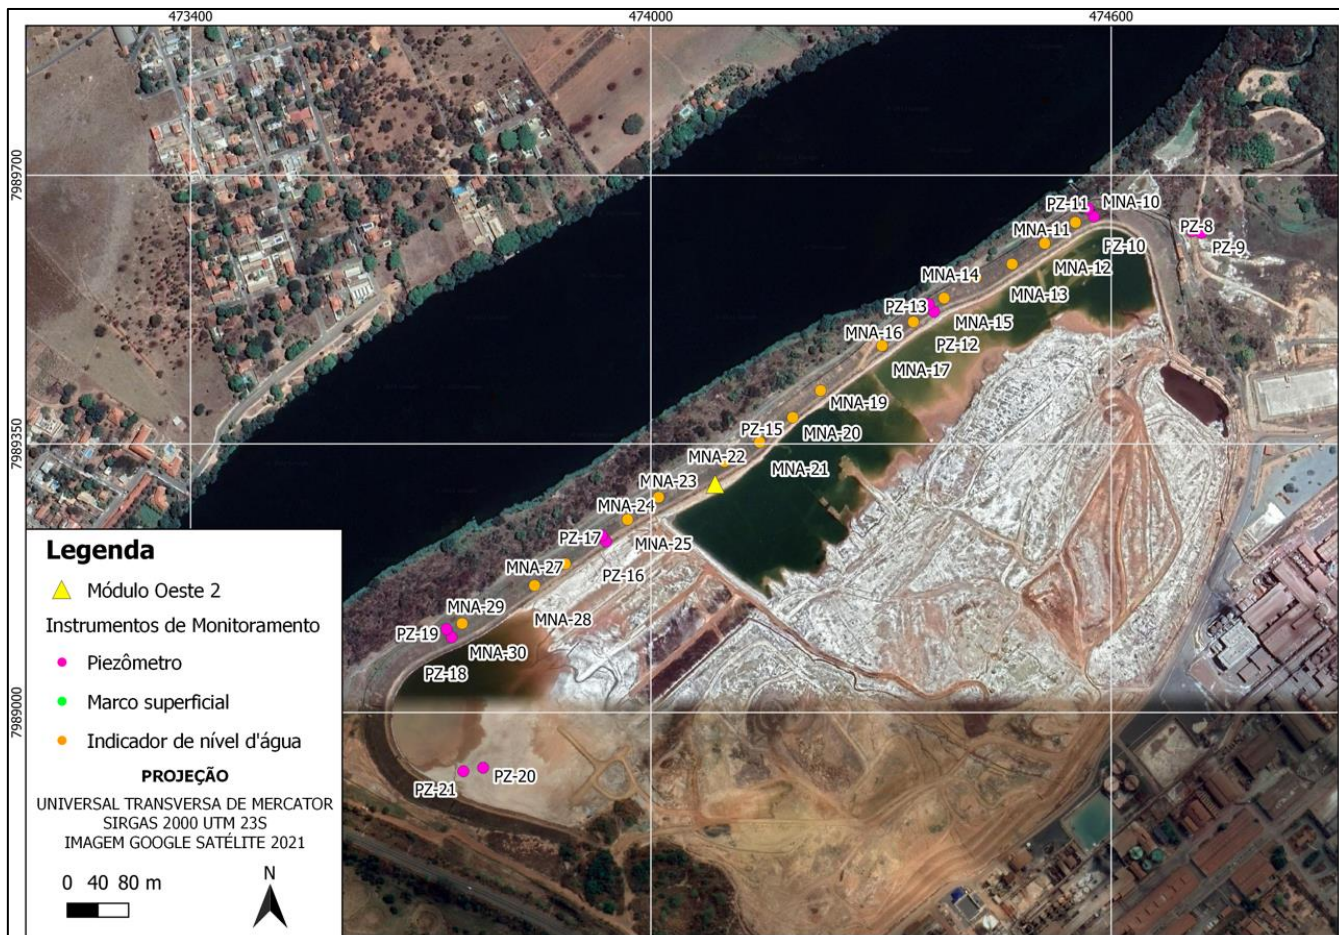 473400
474000
474600
7989700
7989350
7989000
PZ-11
MNA-10
PZ-8
PZ-9
MNA-11
PZ-10
MNA-12
MNA-14
MNA-13
PZ-13
MNA-15
MNA-16
PZ-12
MNA-17
MNA-19
PZ-15
MNA-20
MNA-22
MNA-21
MNA-23
MNA-24
PZ-17
MNA-25
MNA-27
PZ-16
MNA-29
MNA-28
PZ-19
MNA-30
PZ-18
PZ-21
PZ-20
Legenda
Módulo Oeste 2
Instrumentos de Monitoramento
Piezômetro
Marco superficial
Indicador de nível d'água
PROJEÇÃO
UNIVERSAL TRANSVERSA DE MERCATOR
SIRGAS 2000 UTM 23S
IMAGEM GOOGLE SATÉLITE 2021
0 40 80 m
N